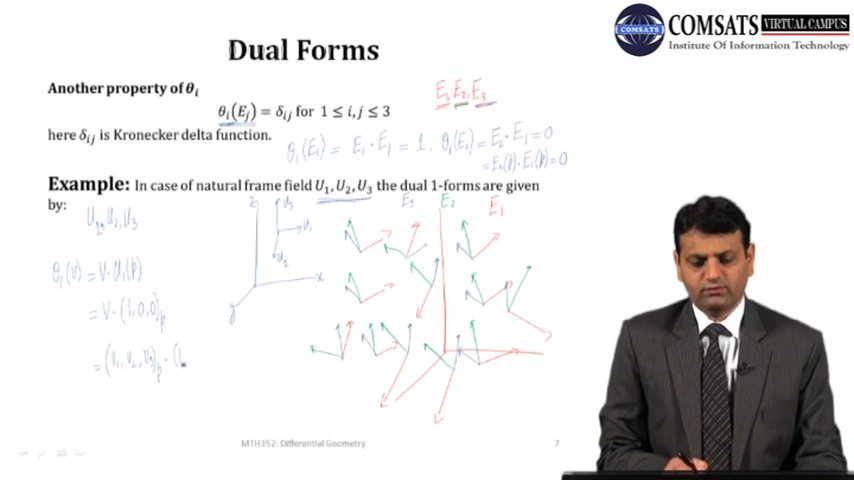 COMSATS VIRTUAL CAMPUS
COMSATS
Institute Of Information Technology
Dual Forms
Another property of θᵢ
E₁ E₂, E₃
θᵢ(Eⱼ) = δᵢⱼ for 1 ≤ i, j ≤ 3
here δᵢⱼ is Kronecker delta function.
θ₁(E₁) = E₁ · E₁ = 1. θ₁(E₂) = E₂ · E₁ = 0
= E₂(p) · E₁(p) = 0
Example: In case of natural frame field U₁, U₂, U₃ the dual 1-forms are given
by:
U₁, U₂, U₃
z U₃ E₃ E₂ E₁
U₁
U₂
θ₁(v) = v · U₁(p)
x
= v · (1, 0, 0)ₚ
y
= (v₁, v₂, v₃)ₚ · (1
MTH352: Differential Geometry
7